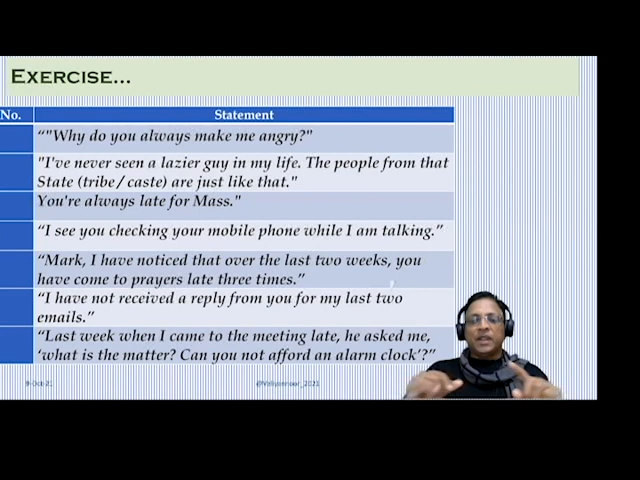 EXERCISE...
No.
Statement
“"Why do you always make me angry?"
"I've never seen a lazier guy in my life. The people from that
State (tribe / caste) are just like that."
You're always late for Mass."
“I see you checking your mobile phone while I am talking.”
“Mark, I have noticed that over the last two weeks, you
have come to prayers late three times.”
“I have not received a reply from you for my last two
emails.”
“Last week when I came to the meeting late, he asked me,
‘what is the matter? Can you not afford an alarm clock’?”
9-Oct-21